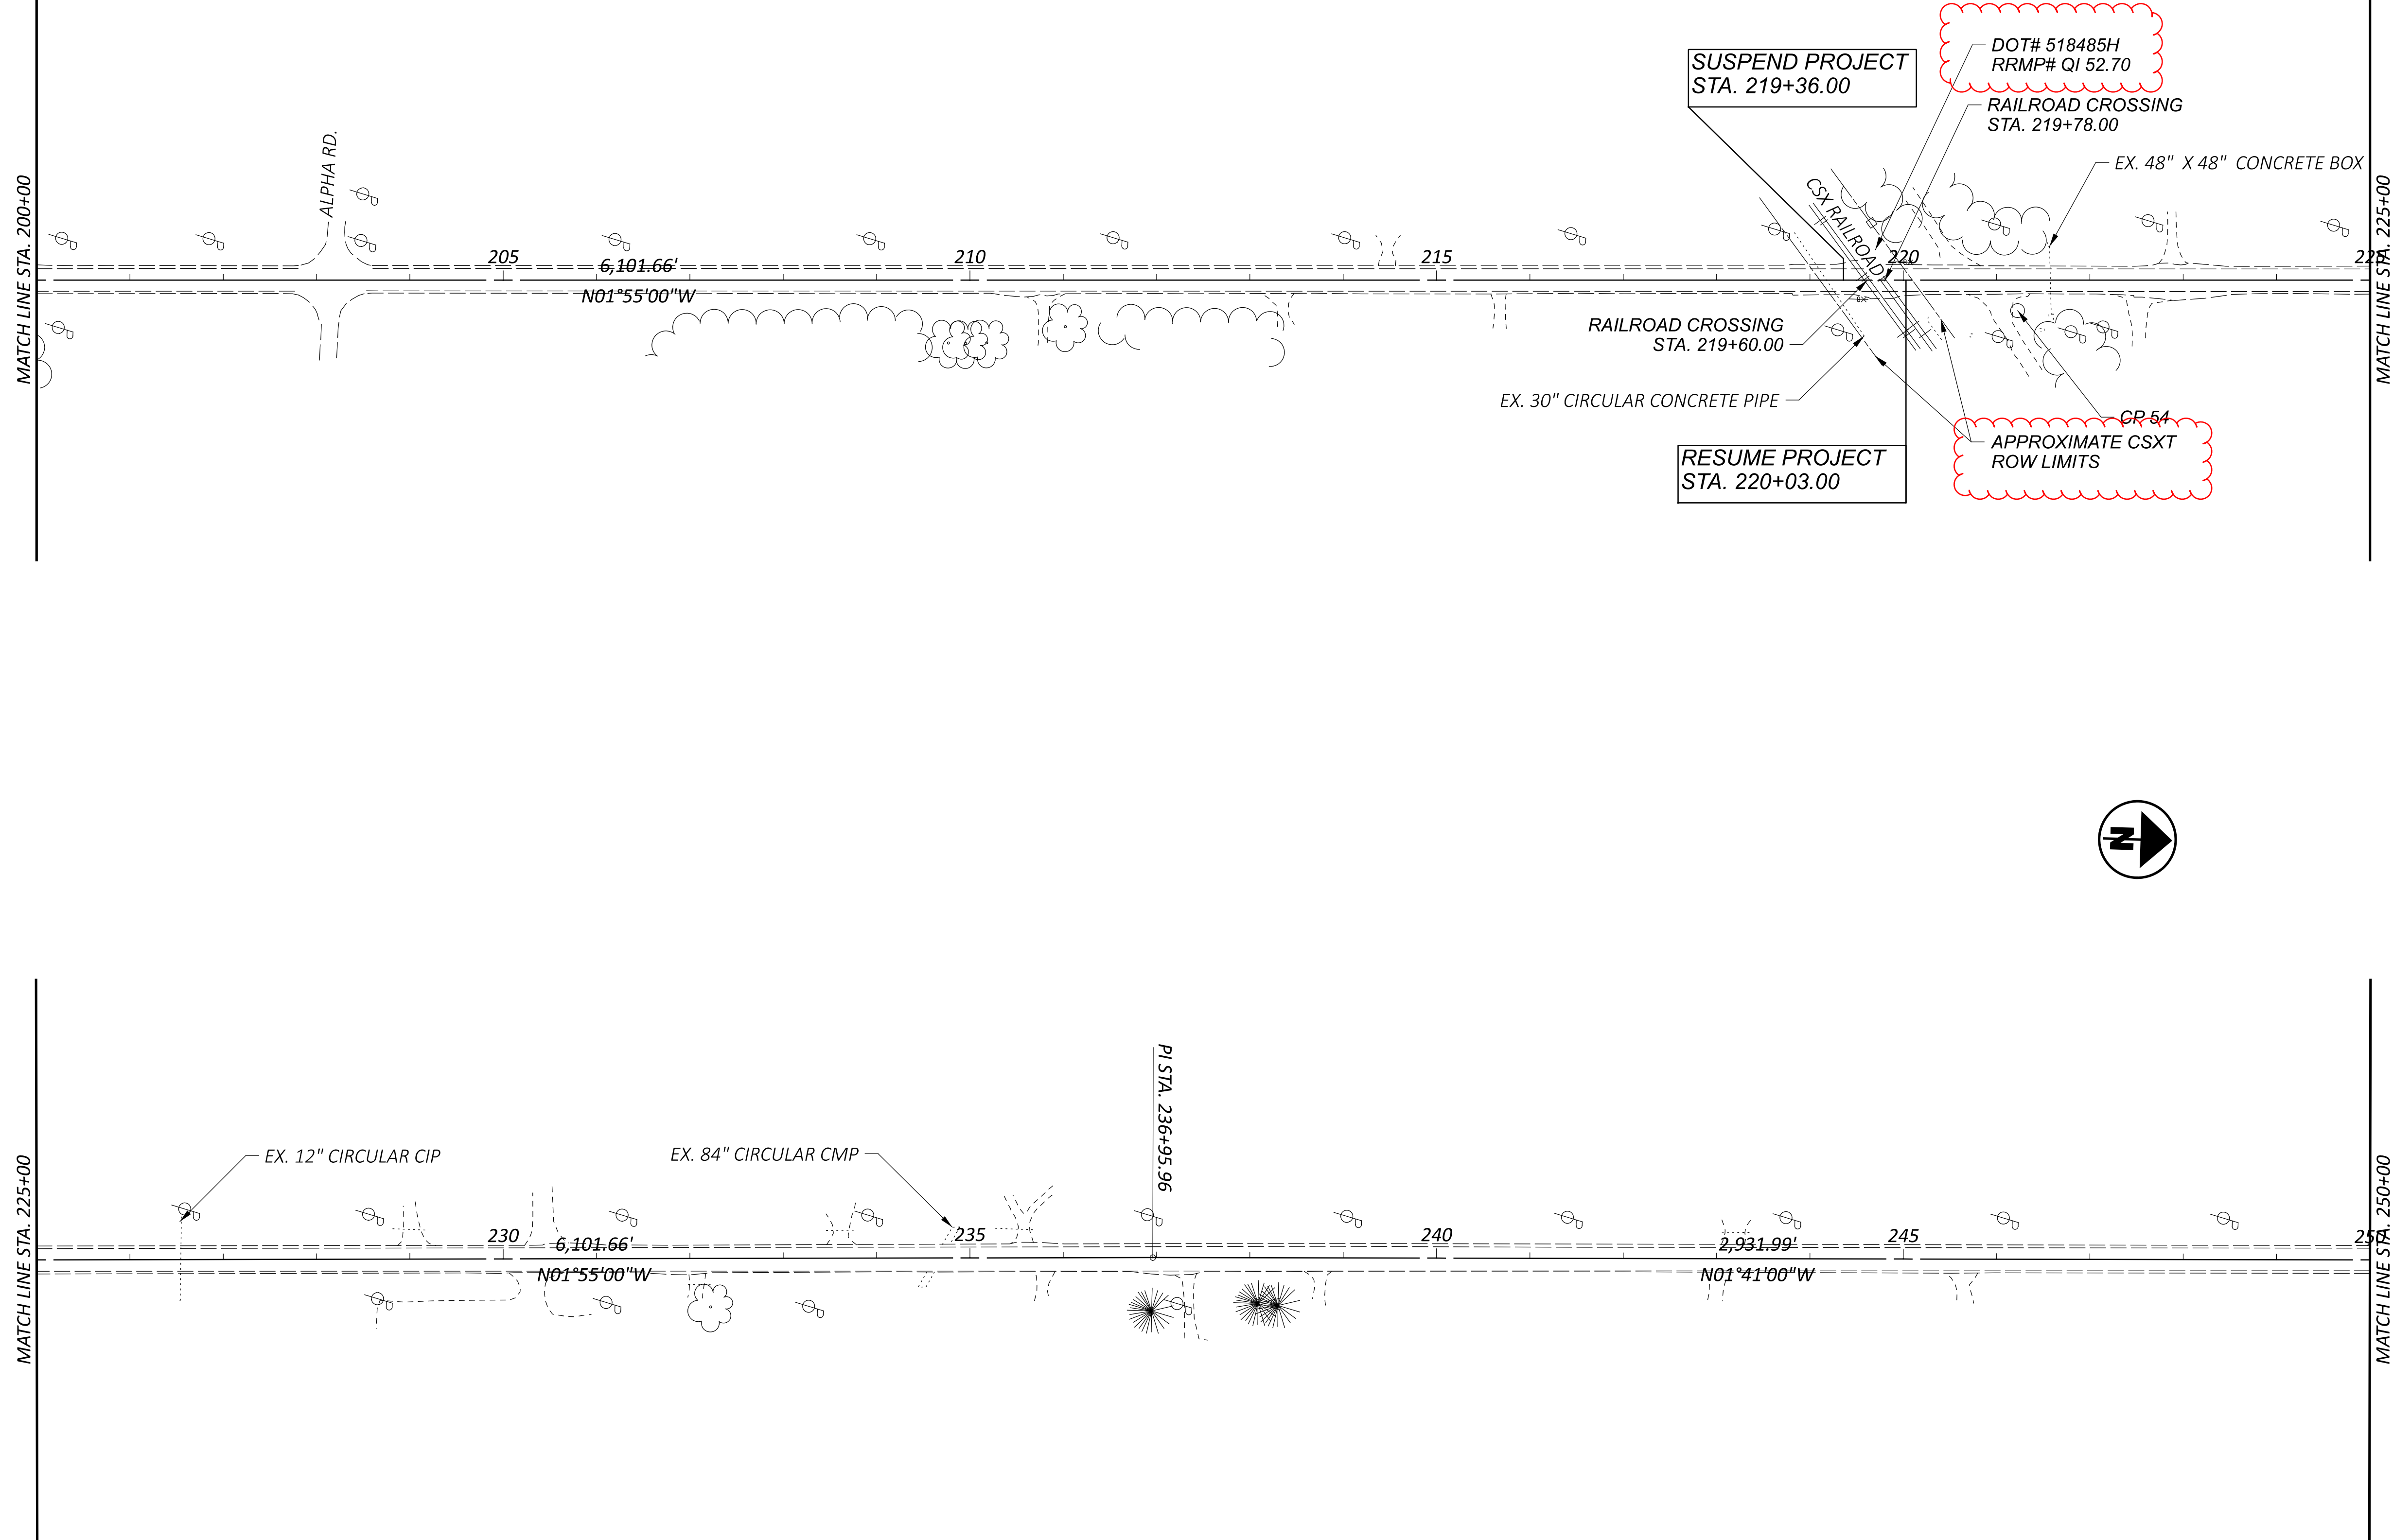 MATCH LINE STA. 200+00
ALPHA RD.
205
6,101.66'
N01°55'00"W
210
215
SUSPEND PROJECT
STA. 219+36.00
DOT# 518485H
RRMP# QI 52.70
RAILROAD CROSSING
STA. 219+78.00
EX. 48" X 48" CONCRETE BOX
CSX RAILROAD
220
225
MATCH LINE STA. 225+00
RAILROAD CROSSING
STA. 219+60.00
EX. 30" CIRCULAR CONCRETE PIPE
CP 54
APPROXIMATE CSXT
ROW LIMITS
RESUME PROJECT
STA. 220+03.00
N
MATCH LINE STA. 225+00
EX. 12" CIRCULAR CIP
EX. 84" CIRCULAR CMP
PI STA. 236+95.96
230
6,101.66'
N01°55'00"W
235
240
2,931.99'
N01°41'00"W
245
250
MATCH LINE STA. 250+00